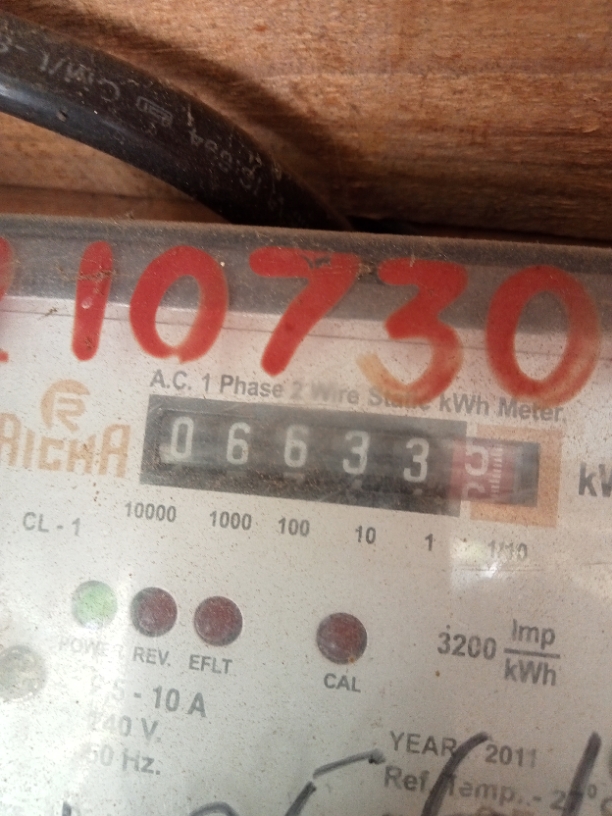 10730
A.C. 1 Phase 2 Wire Static kWh Meter.
RAICHA
0 6 6 3 3 5
CL - 1
10000 1000 100 10 1 1/10
3200 Imp/kWh
POWER REV. EFLT
CAL
- 10 A
240 V.
50 Hz.
YEAR 2011
Ref. Temp. - 27° C